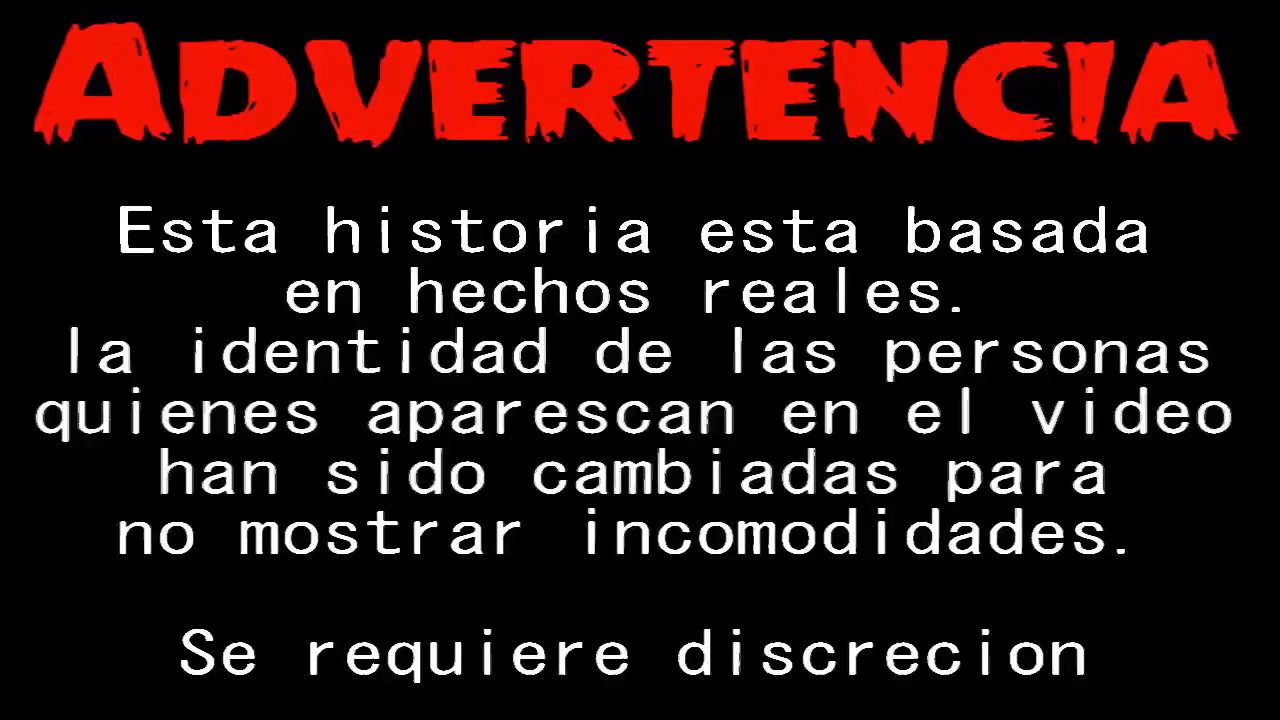 ADVERTENCIA
Esta historia esta basada
en hechos reales.
la identidad de las personas
quienes aparescan en el video
han sido cambiadas para
no mostrar incomodidades.
Se requiere discrecion